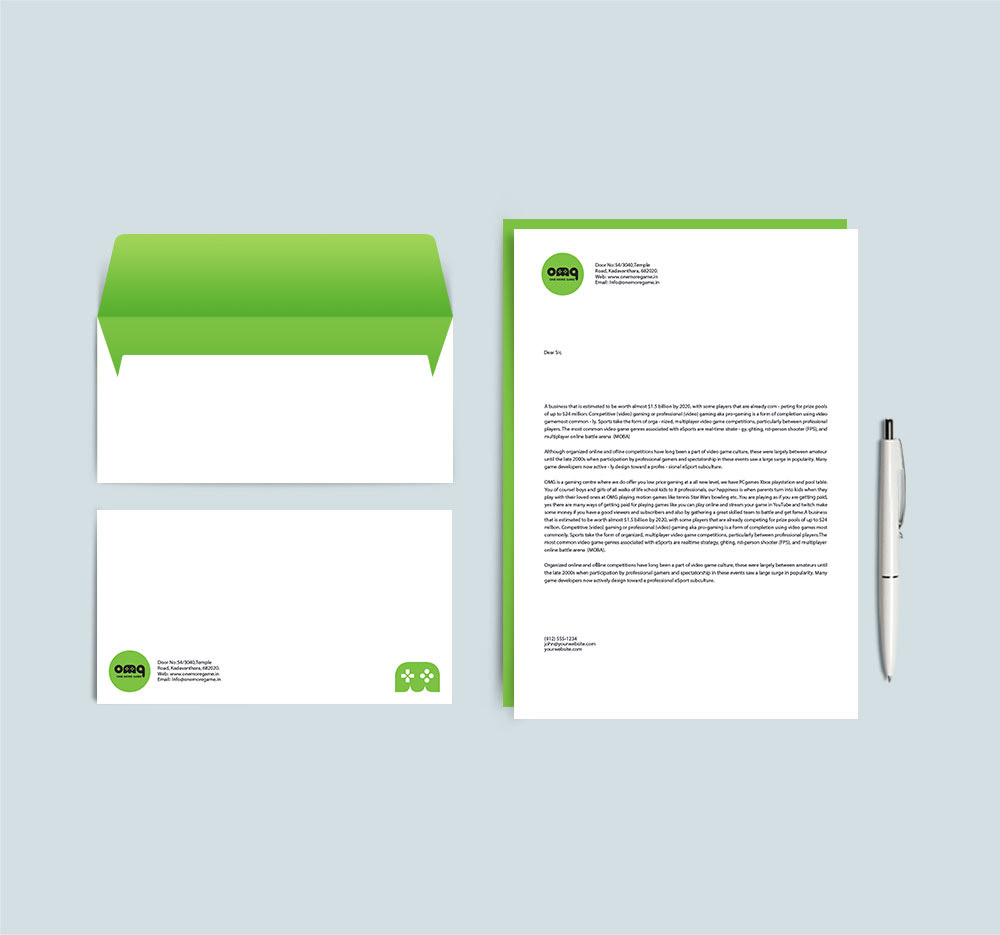 omg
ONE MORE GAME
Door No:54/3040,Temple
Road, Kadavanthara, 682020.
Web: www.onemoregame.in
Email: Info@onemoregame.in
omg
ONE MORE GAME
Door No:54/3040,Temple
Road, Kadavanthara, 682020.
Web: www.onemoregame.in
Email: Info@onemoregame.in
Dear Sir,
A business that is estimated to be worth almost $1.5 billion by 2020, with some players that are already com - peting for prize pools
of up to $24 million. Competitive (video) gaming or professional (video) gaming aka pro-gaming is a form of completion using video
gamemost common - ly. Sports take the form of orga - nized, multiplayer video game competitions, particularly between professional
players. The most common video game genres associated with eSports are real-time strate - gy, ghting, rst-person shooter (FPS), and
multiplayer online battle arena (MOBA)
Although organized online and offline competitions have long been a part of video game culture, these were largely between amateur
until the late 2000s when participation by professional gamers and spectatorship in these events saw a large surge in popularity. Many
game developers now active - ly design toward a profes - sional eSport subculture.
OMG is a gaming centre where we do offer you low price gaming at a all new level, we have PCgames Xbox playstation and pool table.
You of coursel boys and girls of all walks of life school kids to it professionals, our happiness is when parents turn into kids when they
play with their loved ones at OMG playing motion games like tennis Star Wars bowling etc. You are playing as if you are getting paid,
yes there are many ways of getting paid for playing games like you can play online and stream your game in YouTube and twitch make
some money if you have a good viewers and subscribers and also by gathering a great skilled team to battle and get fame.A business
that is estimated to be worth almost $1.5 billion by 2020, with some players that are already competing for prize pools of up to $24
million. Competitive (video) gaming or professional (video) gaming aka pro-gaming is a form of completion using video games most
commonly. Sports take the form of organized, multiplayer video game competitions, particularly between professional players.The
most common video game genres associated with eSports are realtime strategy, ghting, rst-person shooter (FPS), and multiplayer
online battle arena (MOBA).
Organized online and offline competitions have long been a part of video game culture, these were largely between amateurs until
the late 2000s when participation by professional gamers and spectatorship in these events saw a large surge in popularity. Many
game developers now actively design toward a professional eSport subculture.
(912) 555-1234
john@yourwebsite.com
yourwebsite.com